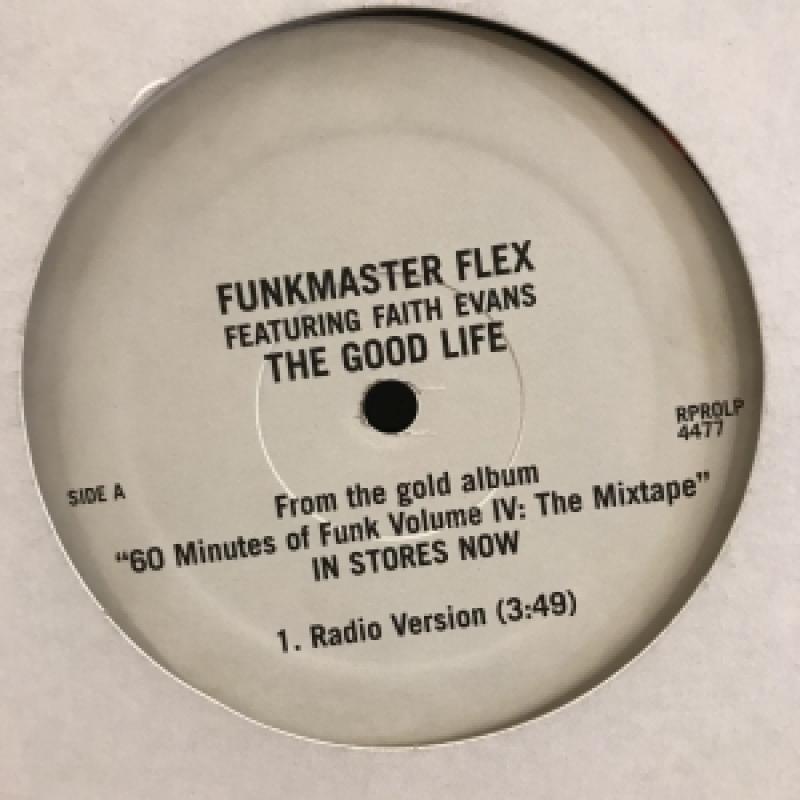 FUNKMASTER FLEX
FEATURING FAITH EVANS
THE GOOD LIFE
RPROLP
4477
SIDE A
From the gold album
“60 Minutes of Funk Volume IV: The Mixtape”
IN STORES NOW
1. Radio Version (3:49)